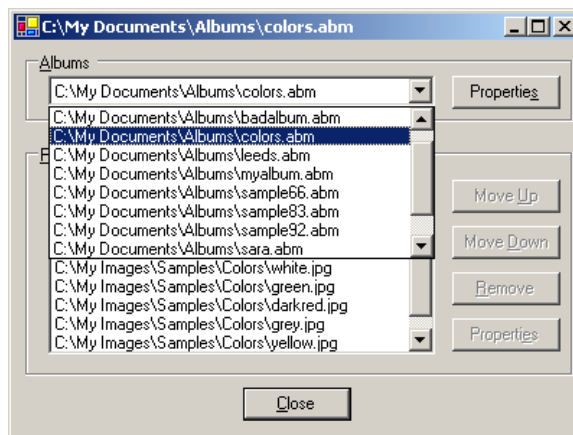 C:\My Documents\Albums\colors.abm
Albums
C:\My Documents\Albums\colors.abm
Properties
C:\My Documents\Albums\badalbum.abm
C:\My Documents\Albums\colors.abm
C:\My Documents\Albums\leeds.abm
C:\My Documents\Albums\myalbum.abm
C:\My Documents\Albums\sample66.abm
C:\My Documents\Albums\sample83.abm
C:\My Documents\Albums\sample92.abm
C:\My Documents\Albums\sara.abm
C:\My Images\Samples\Colors\white.jpg
C:\My Images\Samples\Colors\green.jpg
C:\My Images\Samples\Colors\darkred.jpg
C:\My Images\Samples\Colors\grey.jpg
C:\My Images\Samples\Colors\yellow.jpg
Move Up
Move Down
Remove
Properties
Close